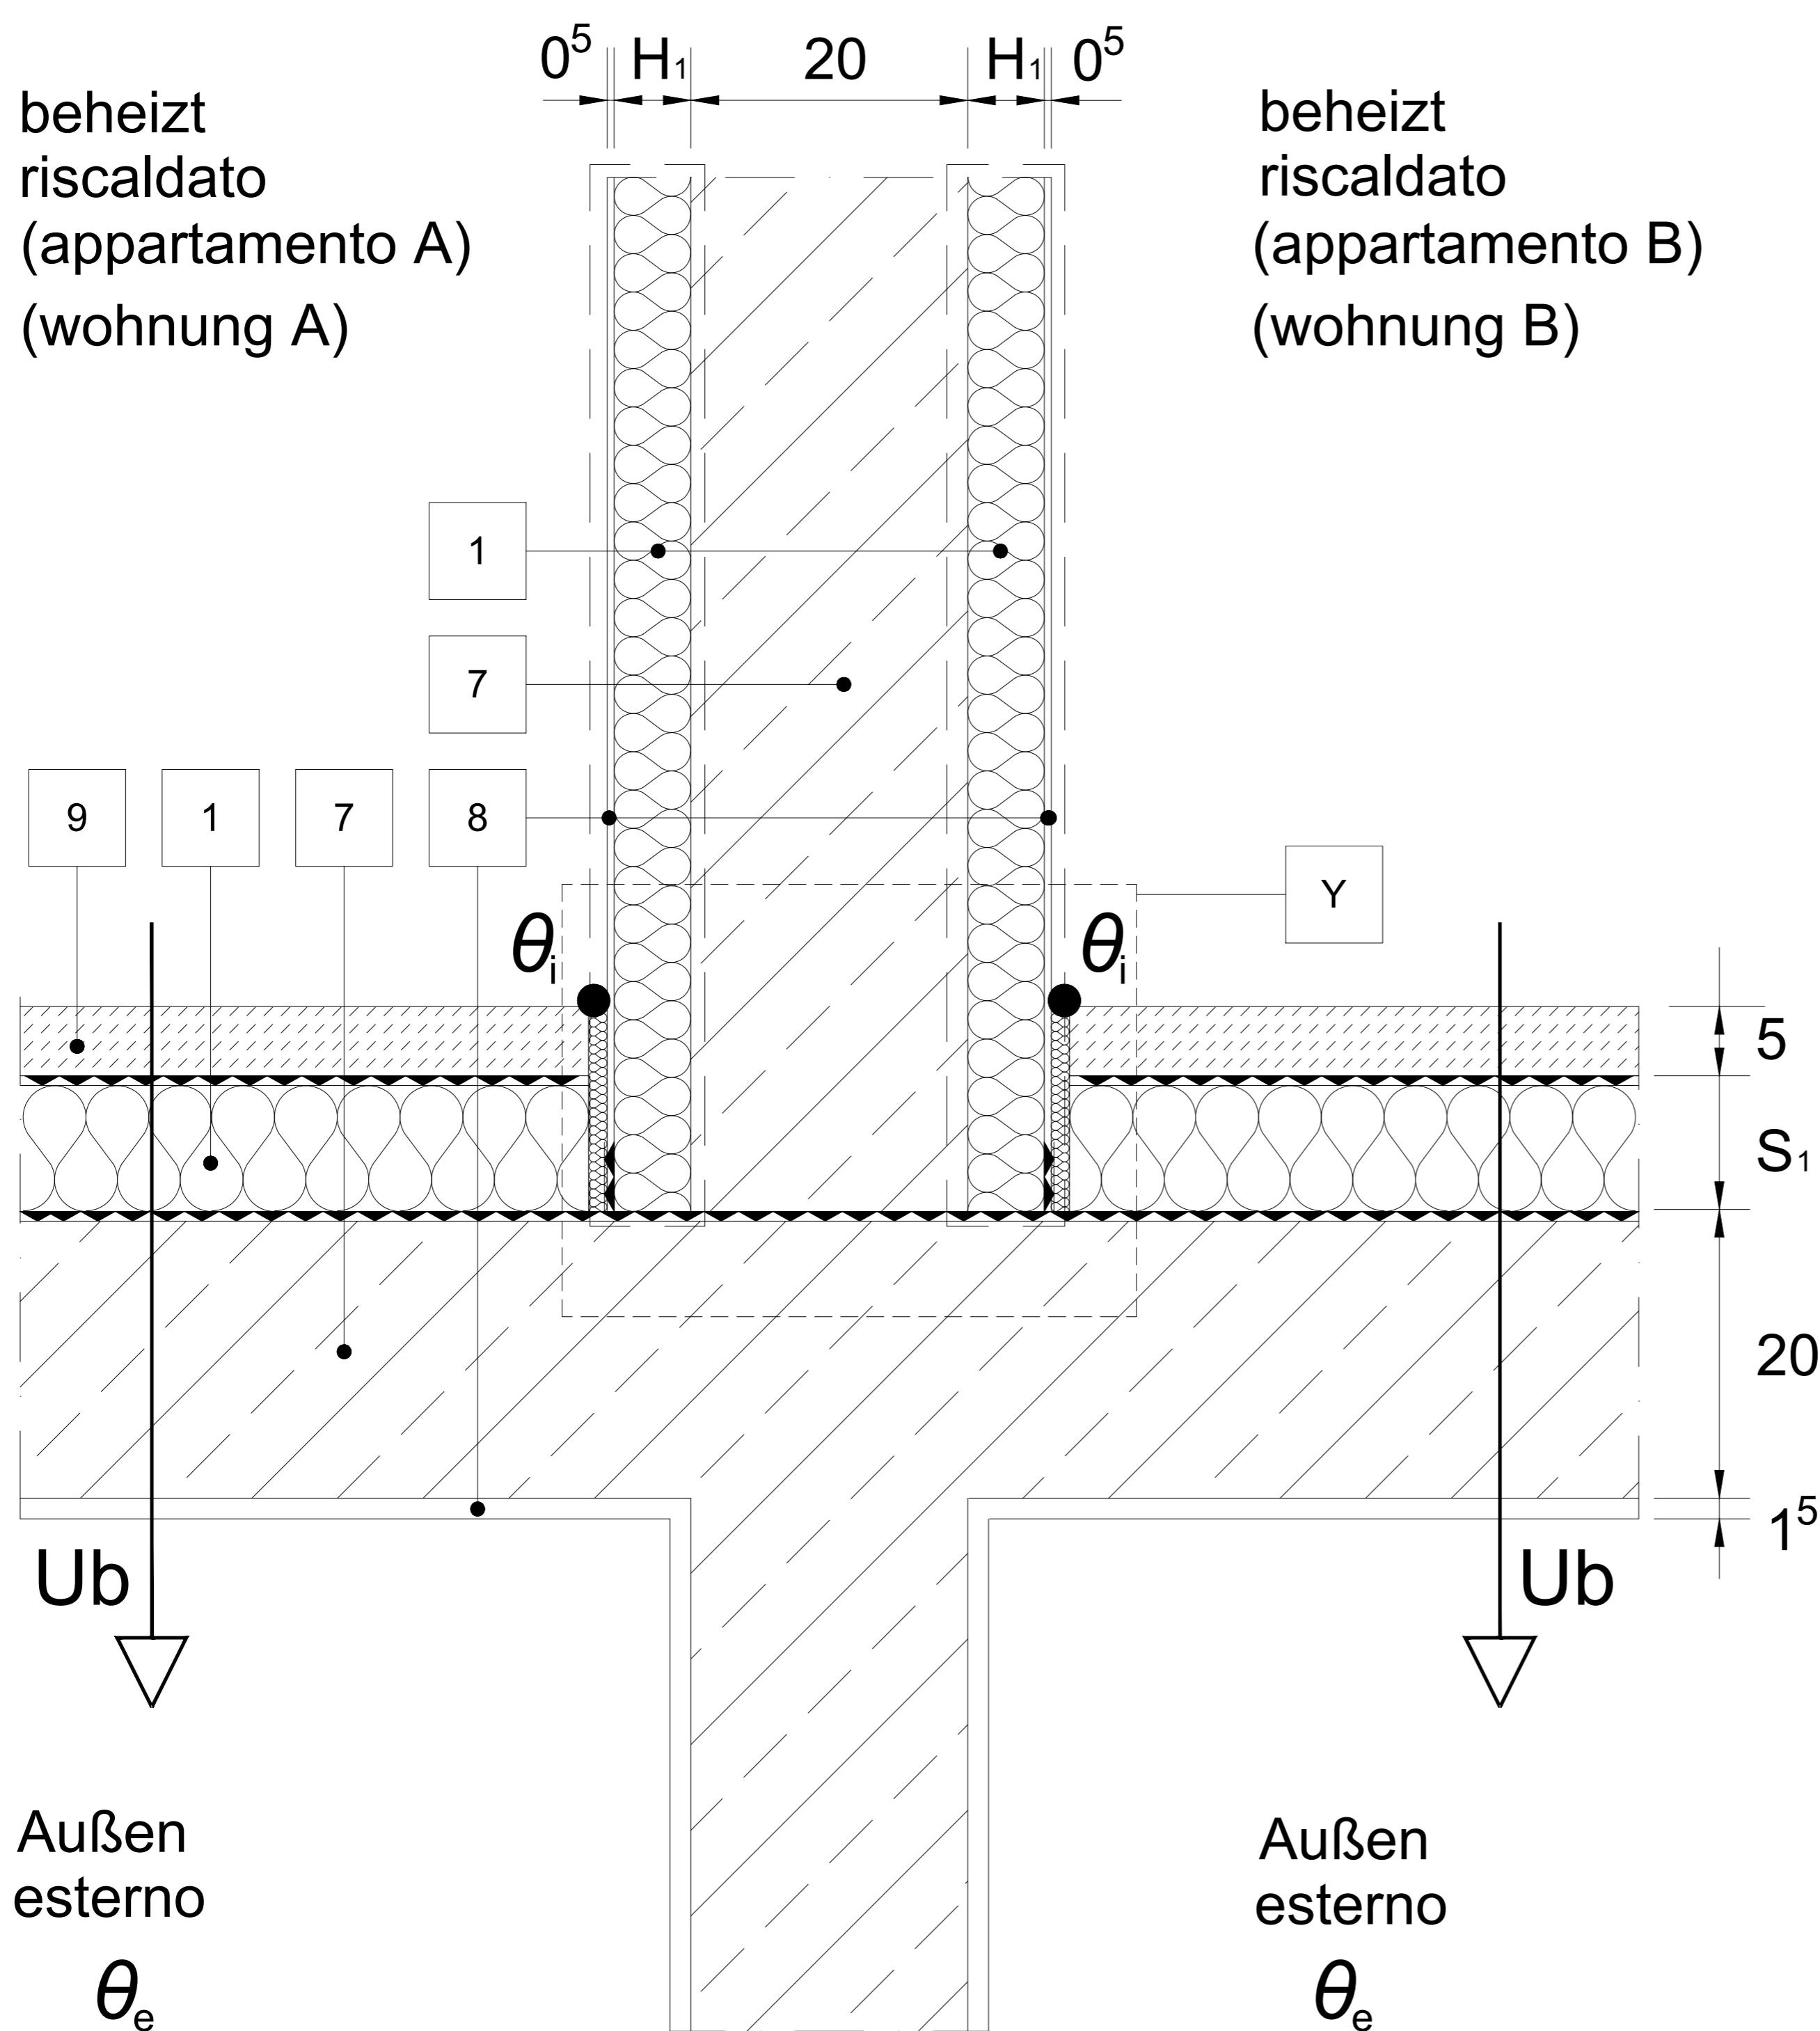 0⁵ H₁ 20 H₁ 0⁵
beheizt
riscaldato
(appartamento A)
(wohnung A)
beheizt
riscaldato
(appartamento B)
(wohnung B)
1
7
9 1 7 8
Y
θi θi
5
S₁
20
1⁵
Ub
Ub
Außen
esterno
θe
Außen
esterno
θe